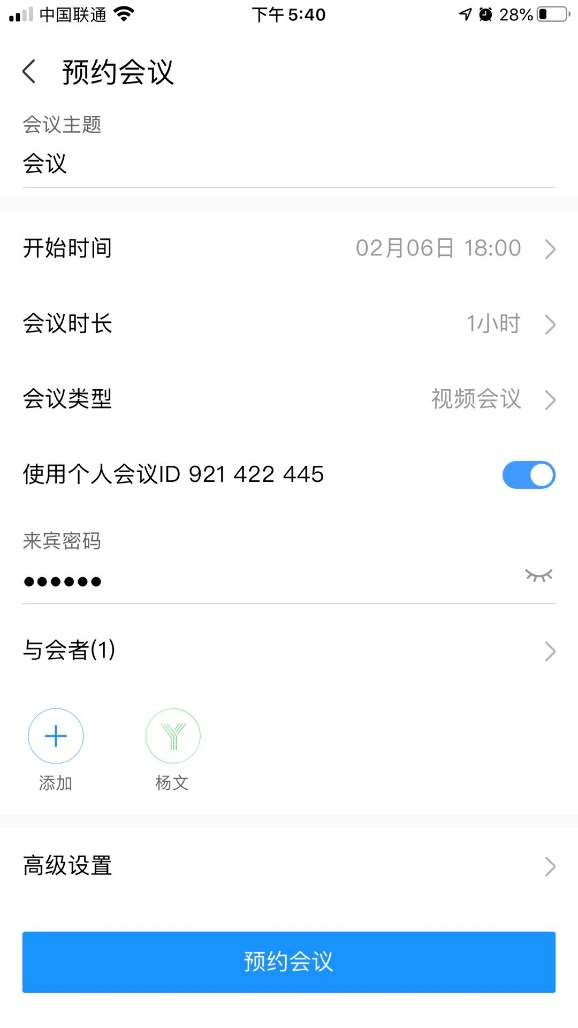 中国联通 下午5:40 28%
预约会议
会议主题
会议
开始时间 02月06日 18:00
会议时长 1小时
会议类型 视频会议
使用个人会议ID 921 422 445
来宾密码
●●●●●●
与会者(1)
添加 杨文
高级设置
预约会议